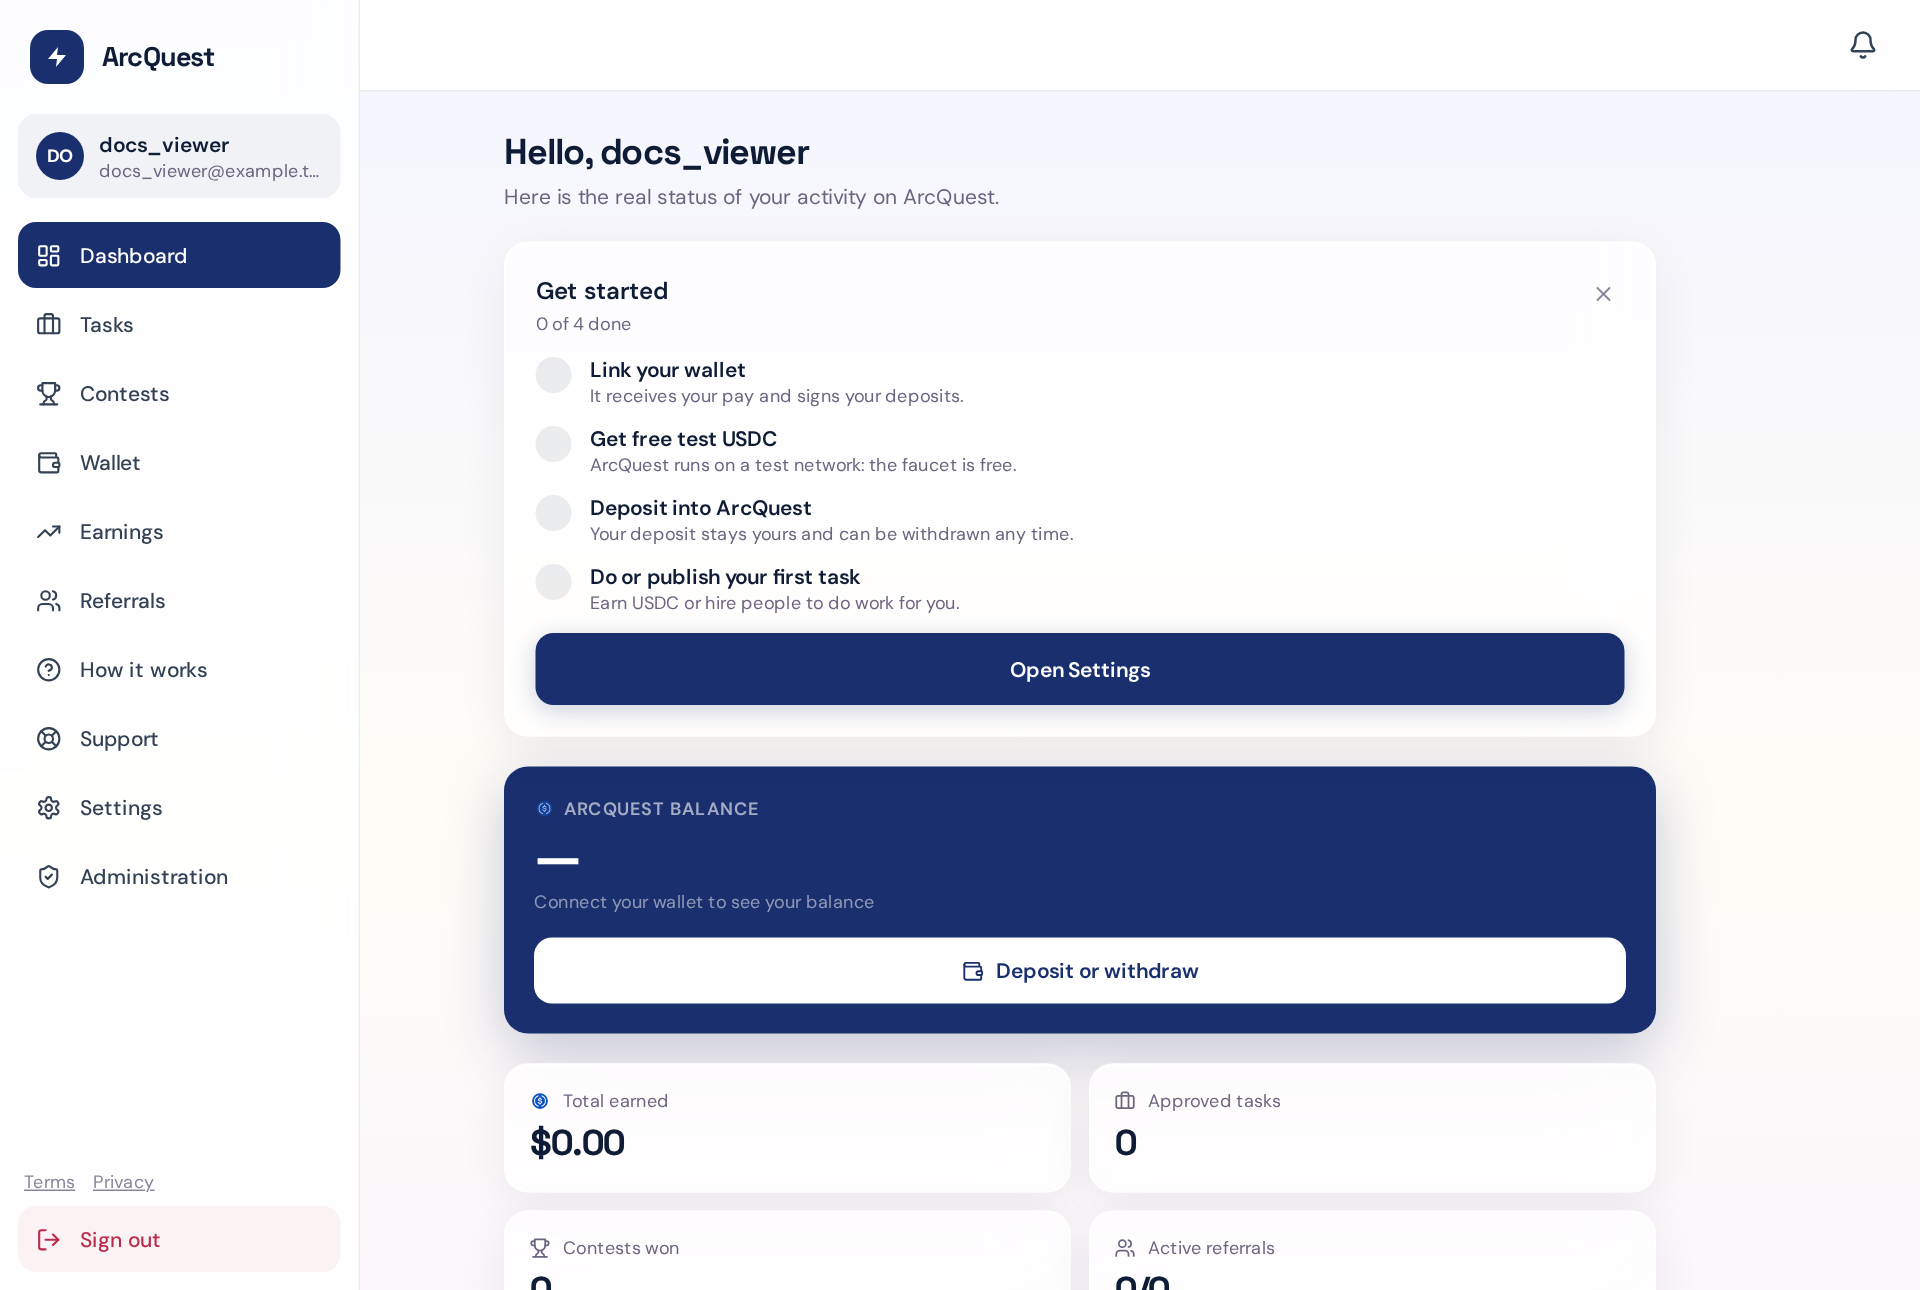 ArcQuest
DO
docs_viewer
docs_viewer@example.t...
Dashboard
Tasks
Contests
Wallet
Earnings
Referrals
How it works
Support
Settings
Administration
Terms Privacy
Sign out
Hello, docs_viewer
Here is the real status of your activity on ArcQuest.
Get started
0 of 4 done
Link your wallet
It receives your pay and signs your deposits.
Get free test USDC
ArcQuest runs on a test network: the faucet is free.
Deposit into ArcQuest
Your deposit stays yours and can be withdrawn any time.
Do or publish your first task
Earn USDC or hire people to do work for you.
Open Settings
ARCQUEST BALANCE
—
Connect your wallet to see your balance
Deposit or withdraw
Total earned
$0.00
Approved tasks
0
Contests won
0
Active referrals
0/0